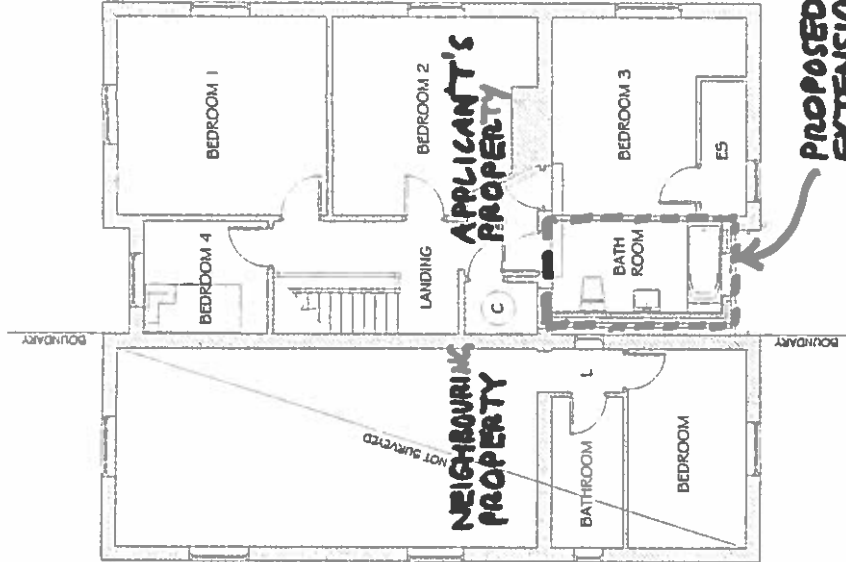 BEDROOM 1
BEDROOM 2
BEDROOM 3
BEDROOM 4
LANDING
C
BATH
ROOM
ES
APPLICANT'S
PROPERTY
PROPOSED
BOUNDARY
BOUNDARY
NEIGHBOURING
PROPERTY
NOT SURVEYED
L
BATHROOM
BEDROOM